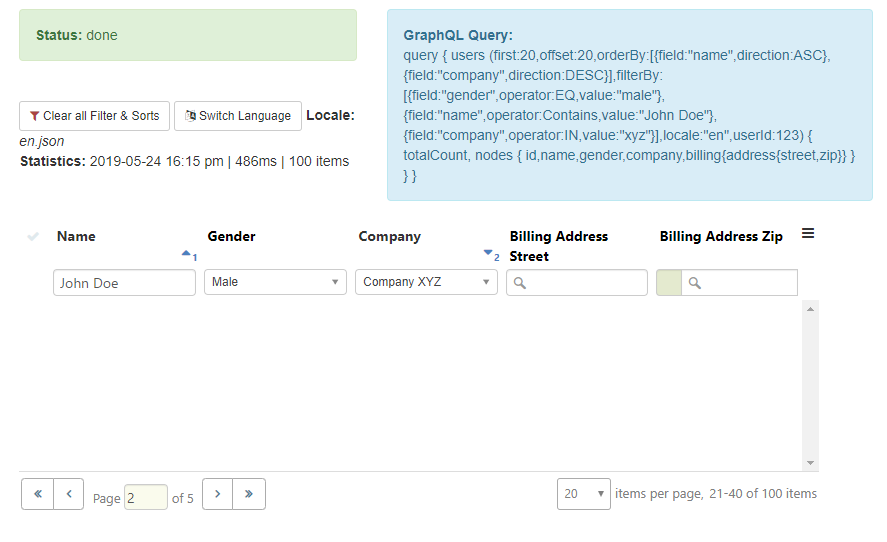 Status: done
GraphQL Query:
query { users (first:20,offset:20,orderBy:[{field:"name",direction:ASC},
{field:"company",direction:DESC}],filterBy:
[{field:"gender",operator:EQ,value:"male"},
{field:"name",operator:Contains,value:"John Doe"},
{field:"company",operator:IN,value:"xyz"}],locale:"en",userId:123) {
totalCount, nodes { id,name,gender,company,billing{address{street,zip}} }
} }
Clear all Filter & Sorts Switch Language Locale:
en.json
Statistics: 2019-05-24 16:15 pm | 486ms | 100 items
Name Gender Company Billing Address Street Billing Address Zip
1 2
John Doe Male Company XYZ
Page 2 of 5 20 items per page, 21-40 of 100 items